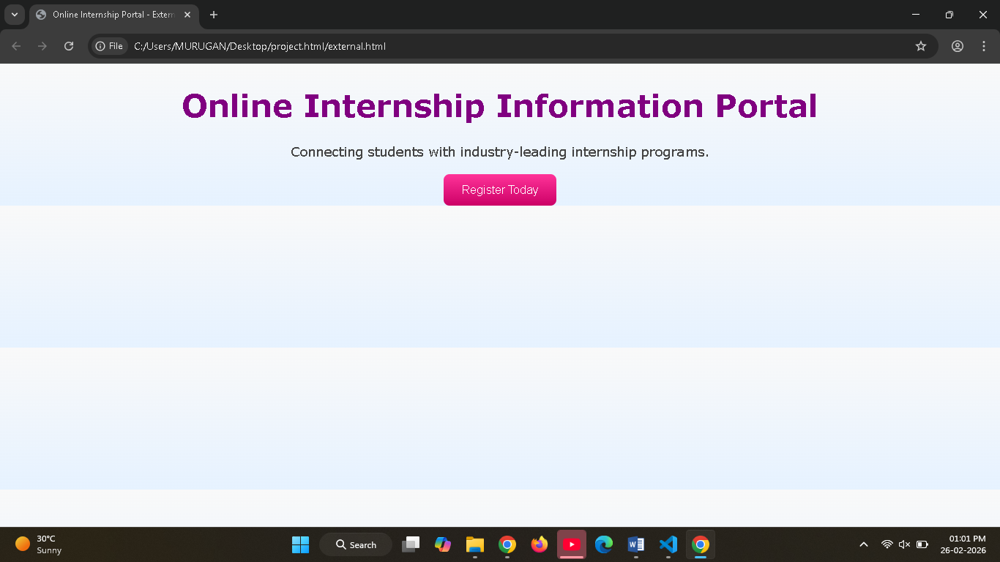 Online Internship Portal - Extern
File
C:/Users/MURUGAN/Desktop/project.html/external.html
Online Internship Information Portal
Connecting students with industry-leading internship programs.
Register Today
30°C
Sunny
Search
01:01 PM
26-02-2026